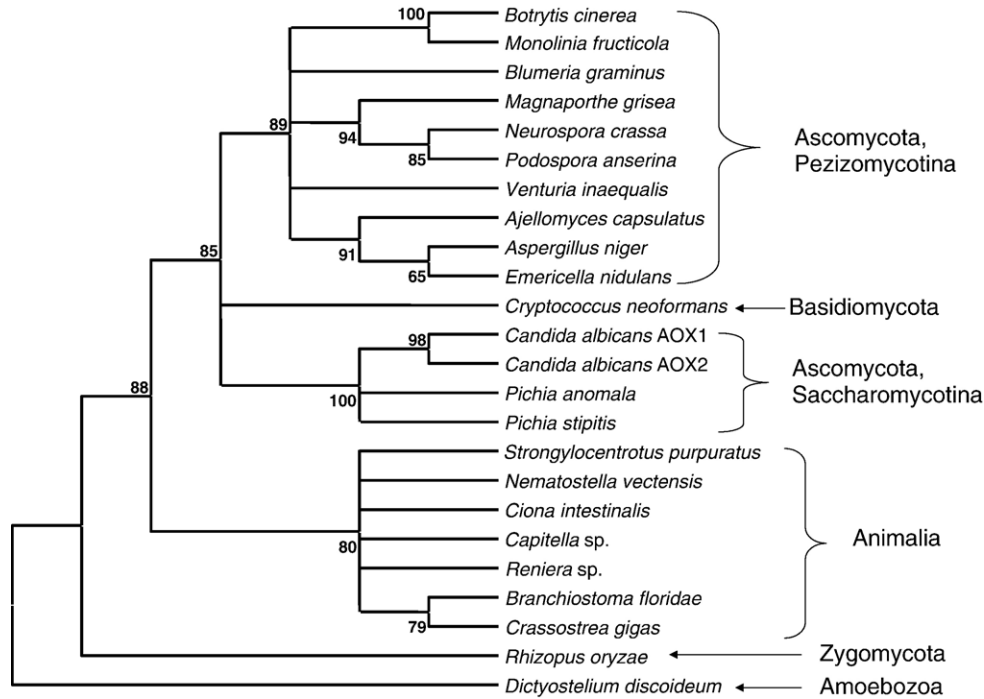 100 Botrytis cinerea
Monolinia fructicola
Blumeria graminus
Magnaporthe grisea
89
94
Neurospora crassa
85
Podospora anserina
Ascomycota,
Pezizomycotina
Venturia inaequalis
Ajellomyces capsulatus
91
Aspergillus niger
65
Emericella nidulans
85
Cryptococcus neoformans
Basidiomycota
98
Candida albicans AOX1
Candida albicans AOX2
88
100
Pichia anomala
Pichia stipitis
Ascomycota,
Saccharomycotina
Strongylocentrotus purpuratus
Nematostella vectensis
Ciona intestinalis
80
Capitella sp.
Reniera sp.
Branchiostoma floridae
79
Crassostrea gigas
Animalia
Rhizopus oryzae
Zygomycota
Dictyostelium discoideum
Amoebozoa